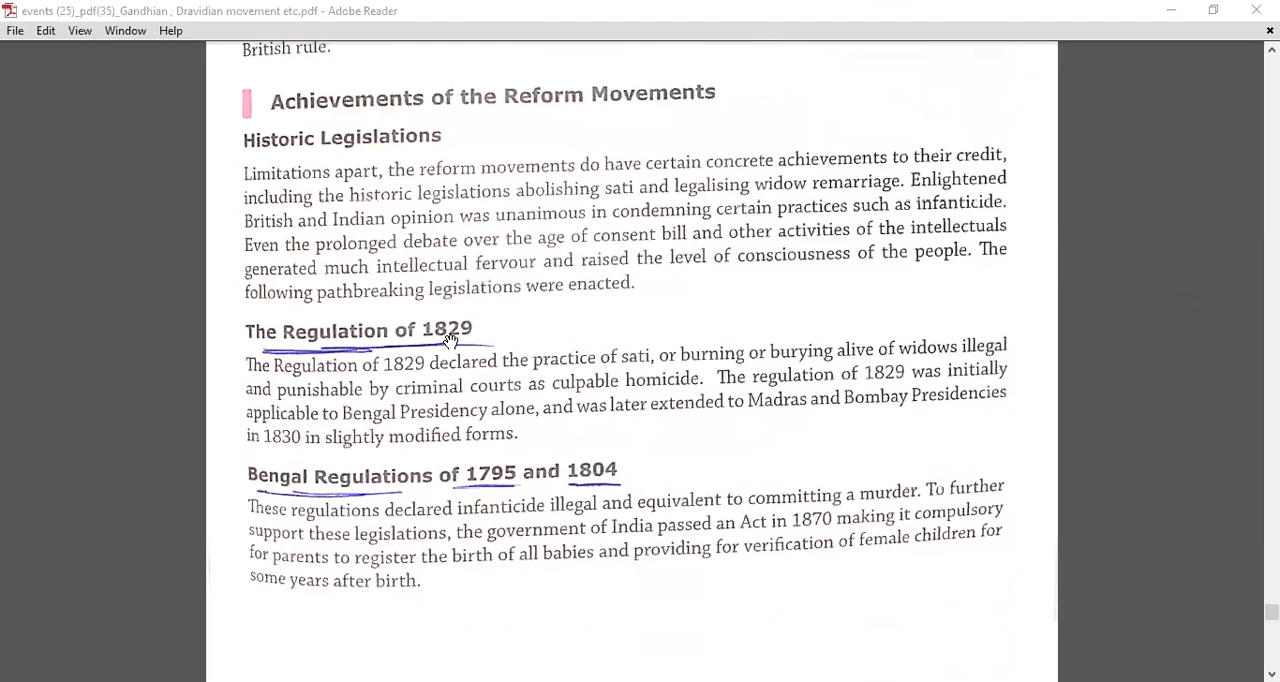 events (25)_pdf(35)_Gandhian , Dravidian movement etc.pdf - Adobe Reader
File Edit View Window Help
British rule.
Achievements of the Reform Movements
Historic Legislations
Limitations apart, the reform movements do have certain concrete achievements to their credit,
including the historic legislations abolishing sati and legalising widow remarriage. Enlightened
British and Indian opinion was unanimous in condemning certain practices such as infanticide.
Even the prolonged debate over the age of consent bill and other activities of the intellectuals
generated much intellectual fervour and raised the level of consciousness of the people. The
following pathbreaking legislations were enacted.
The Regulation of 1829
The Regulation of 1829 declared the practice of sati, or burning or burying alive of widows illegal
and punishable by criminal courts as culpable homicide. The regulation of 1829 was initially
applicable to Bengal Presidency alone, and was later extended to Madras and Bombay Presidencies
in 1830 in slightly modified forms.
Bengal Regulations of 1795 and 1804
These regulations declared infanticide illegal and equivalent to committing a murder. To further
support these legislations, the government of India passed an Act in 1870 making it compulsory
for parents to register the birth of all babies and providing for verification of female children for
some years after birth.